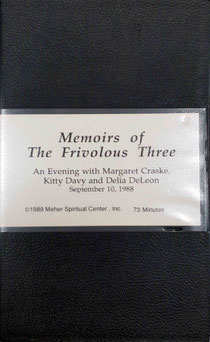 Memoirs of
The Frivolous Three
An Evening with Margaret Craske,
Kitty Davy and Delia DeLeon
September 10, 1988
©1989 Meher Spiritual Center , Inc. 73 Minutes